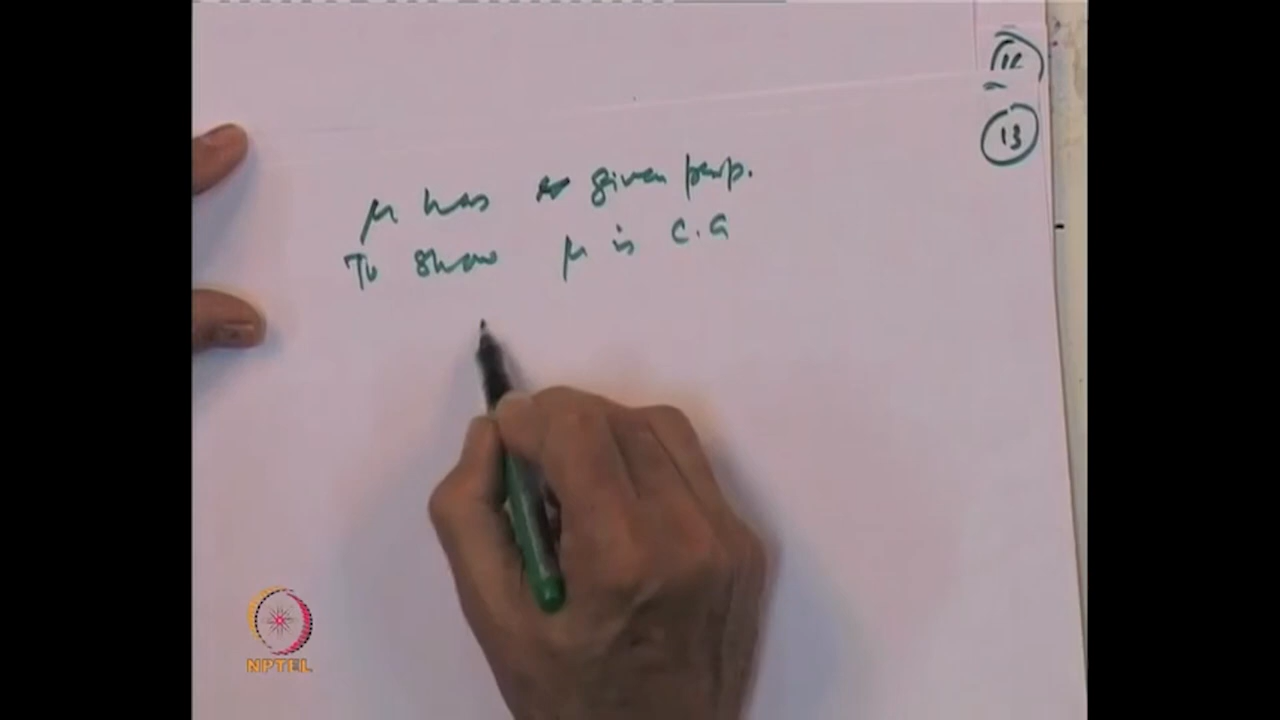 12
13
μ has given prop.
To show μ is C.A
NPTEL